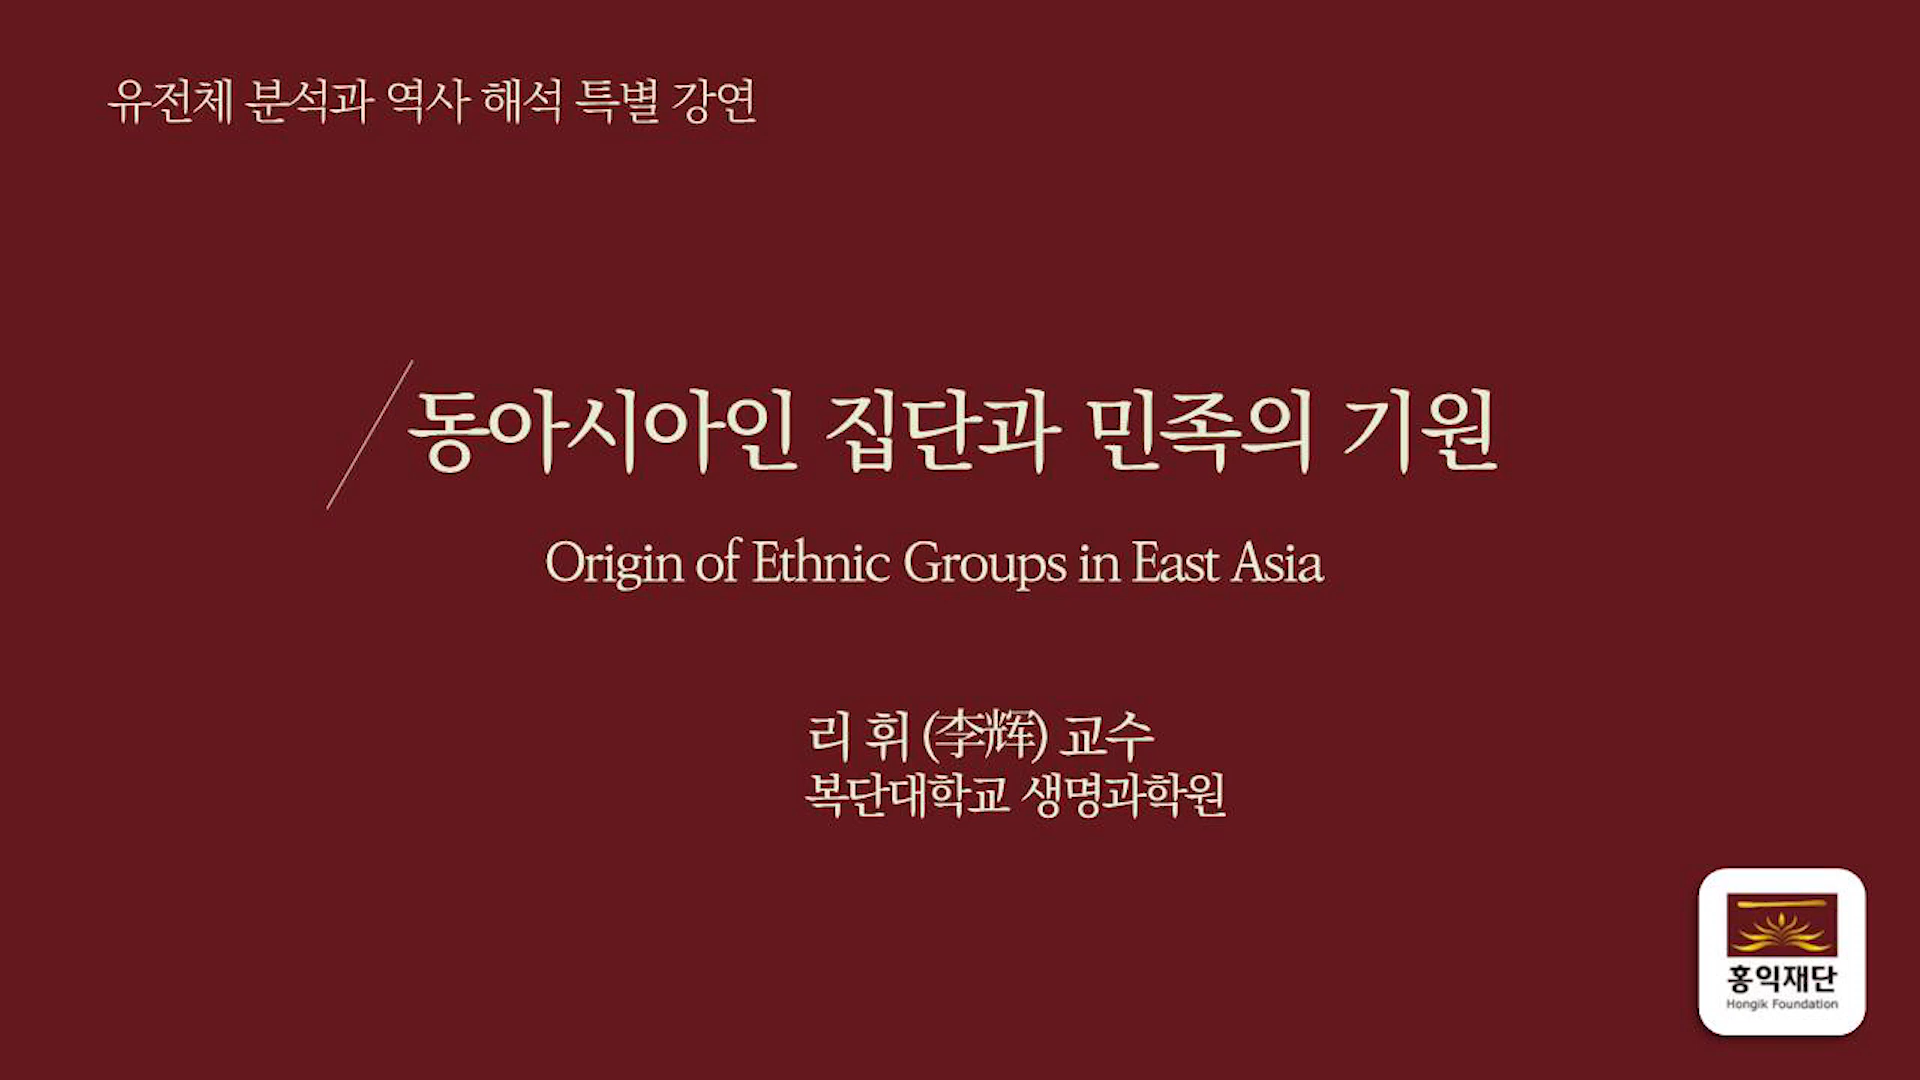 유전체 분석과 역사 해석 특별 강연
동아시아인 집단과 민족의 기원
Origin of Ethnic Groups in East Asia
리 휘 (李辉) 교수
복단대학교 생명과학원
홍익재단
Hongik Foundation